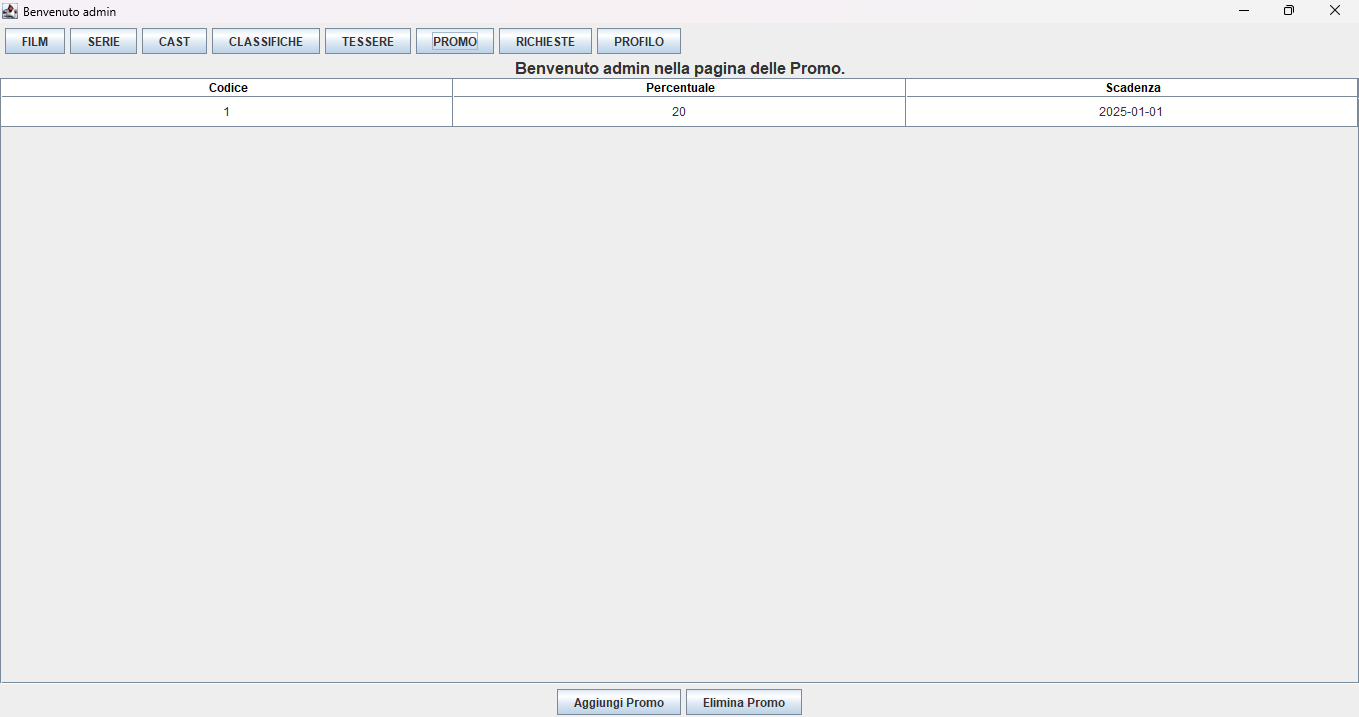 Benvenuto admin
FILM SERIE CAST CLASSIFICHE TESSERE PROMO RICHIESTE PROFILO
Benvenuto admin nella pagina delle Promo.
Codice Percentuale Scadenza
1 20 2025-01-01
Aggiungi Promo Elimina Promo